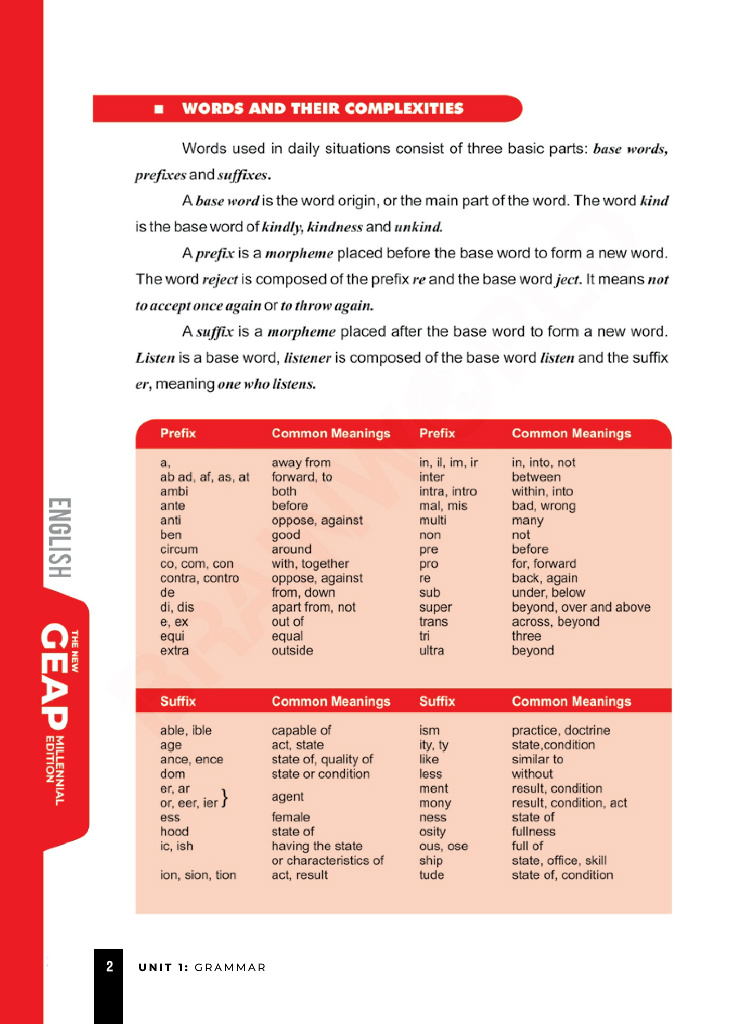 ■ WORDS AND THEIR COMPLEXITIES
Words used in daily situations consist of three basic parts: base words,
prefixes and suffixes.
A base word is the word origin, or the main part of the word. The word kind
is the base word of kindly, kindness and unkind.
A prefix is a morpheme placed before the base word to form a new word.
The word reject is composed of the prefix re and the base word ject. It means not
to accept once again or to throw again.
A suffix is a morpheme placed after the base word to form a new word.
Listen is a base word, listener is composed of the base word listen and the suffix
er, meaning one who listens.
Prefix Common Meanings Prefix Common Meanings
a, away from in, il, im, ir in, into, not
ab ad, af, as, at forward, to inter between
ambi both intra, intro within, into
ante before mal, mis bad, wrong
anti oppose, against multi many
ben good non not
circum around pre before
co, com, con with, together pro for, forward
contra, contro oppose, against re back, again
de from, down sub under, below
di, dis apart from, not super beyond, over and above
e, ex out of trans across, beyond
equi equal tri three
extra outside ultra beyond
Suffix Common Meanings Suffix Common Meanings
able, ible capable of ism practice, doctrine
age act, state ity, ty state,condition
ance, ence state of, quality of like similar to
dom state or condition less without
er, ar ment result, condition
or, eer, ier } agent mony result, condition, act
ess female ness state of
hood state of osity fullness
ic, ish having the state ous, ose full of
or characteristics of ship state, office, skill
ion, sion, tion act, result tude state of, condition
ENGLISH
THE NEW
GEAP
MILLENNIAL
EDITION
2 UNIT 1: GRAMMAR